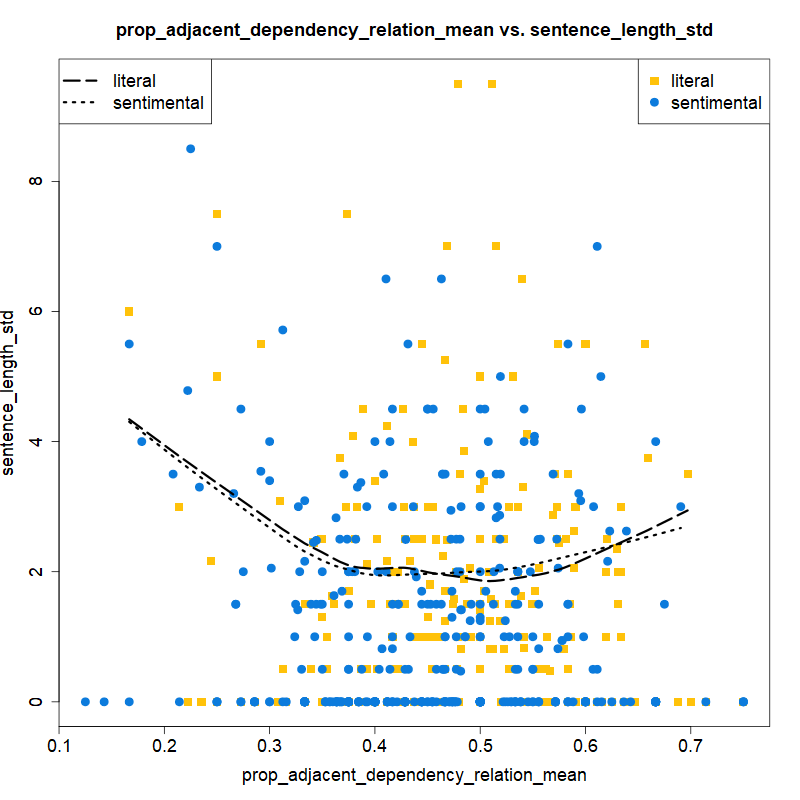 prop_adjacent_dependency_relation_mean vs. sentence_length_std
literal
sentimental
literal
sentimental
sentence_length_std
8
6
4
2
0
0.1 0.2 0.3 0.4 0.5 0.6 0.7
prop_adjacent_dependency_relation_mean